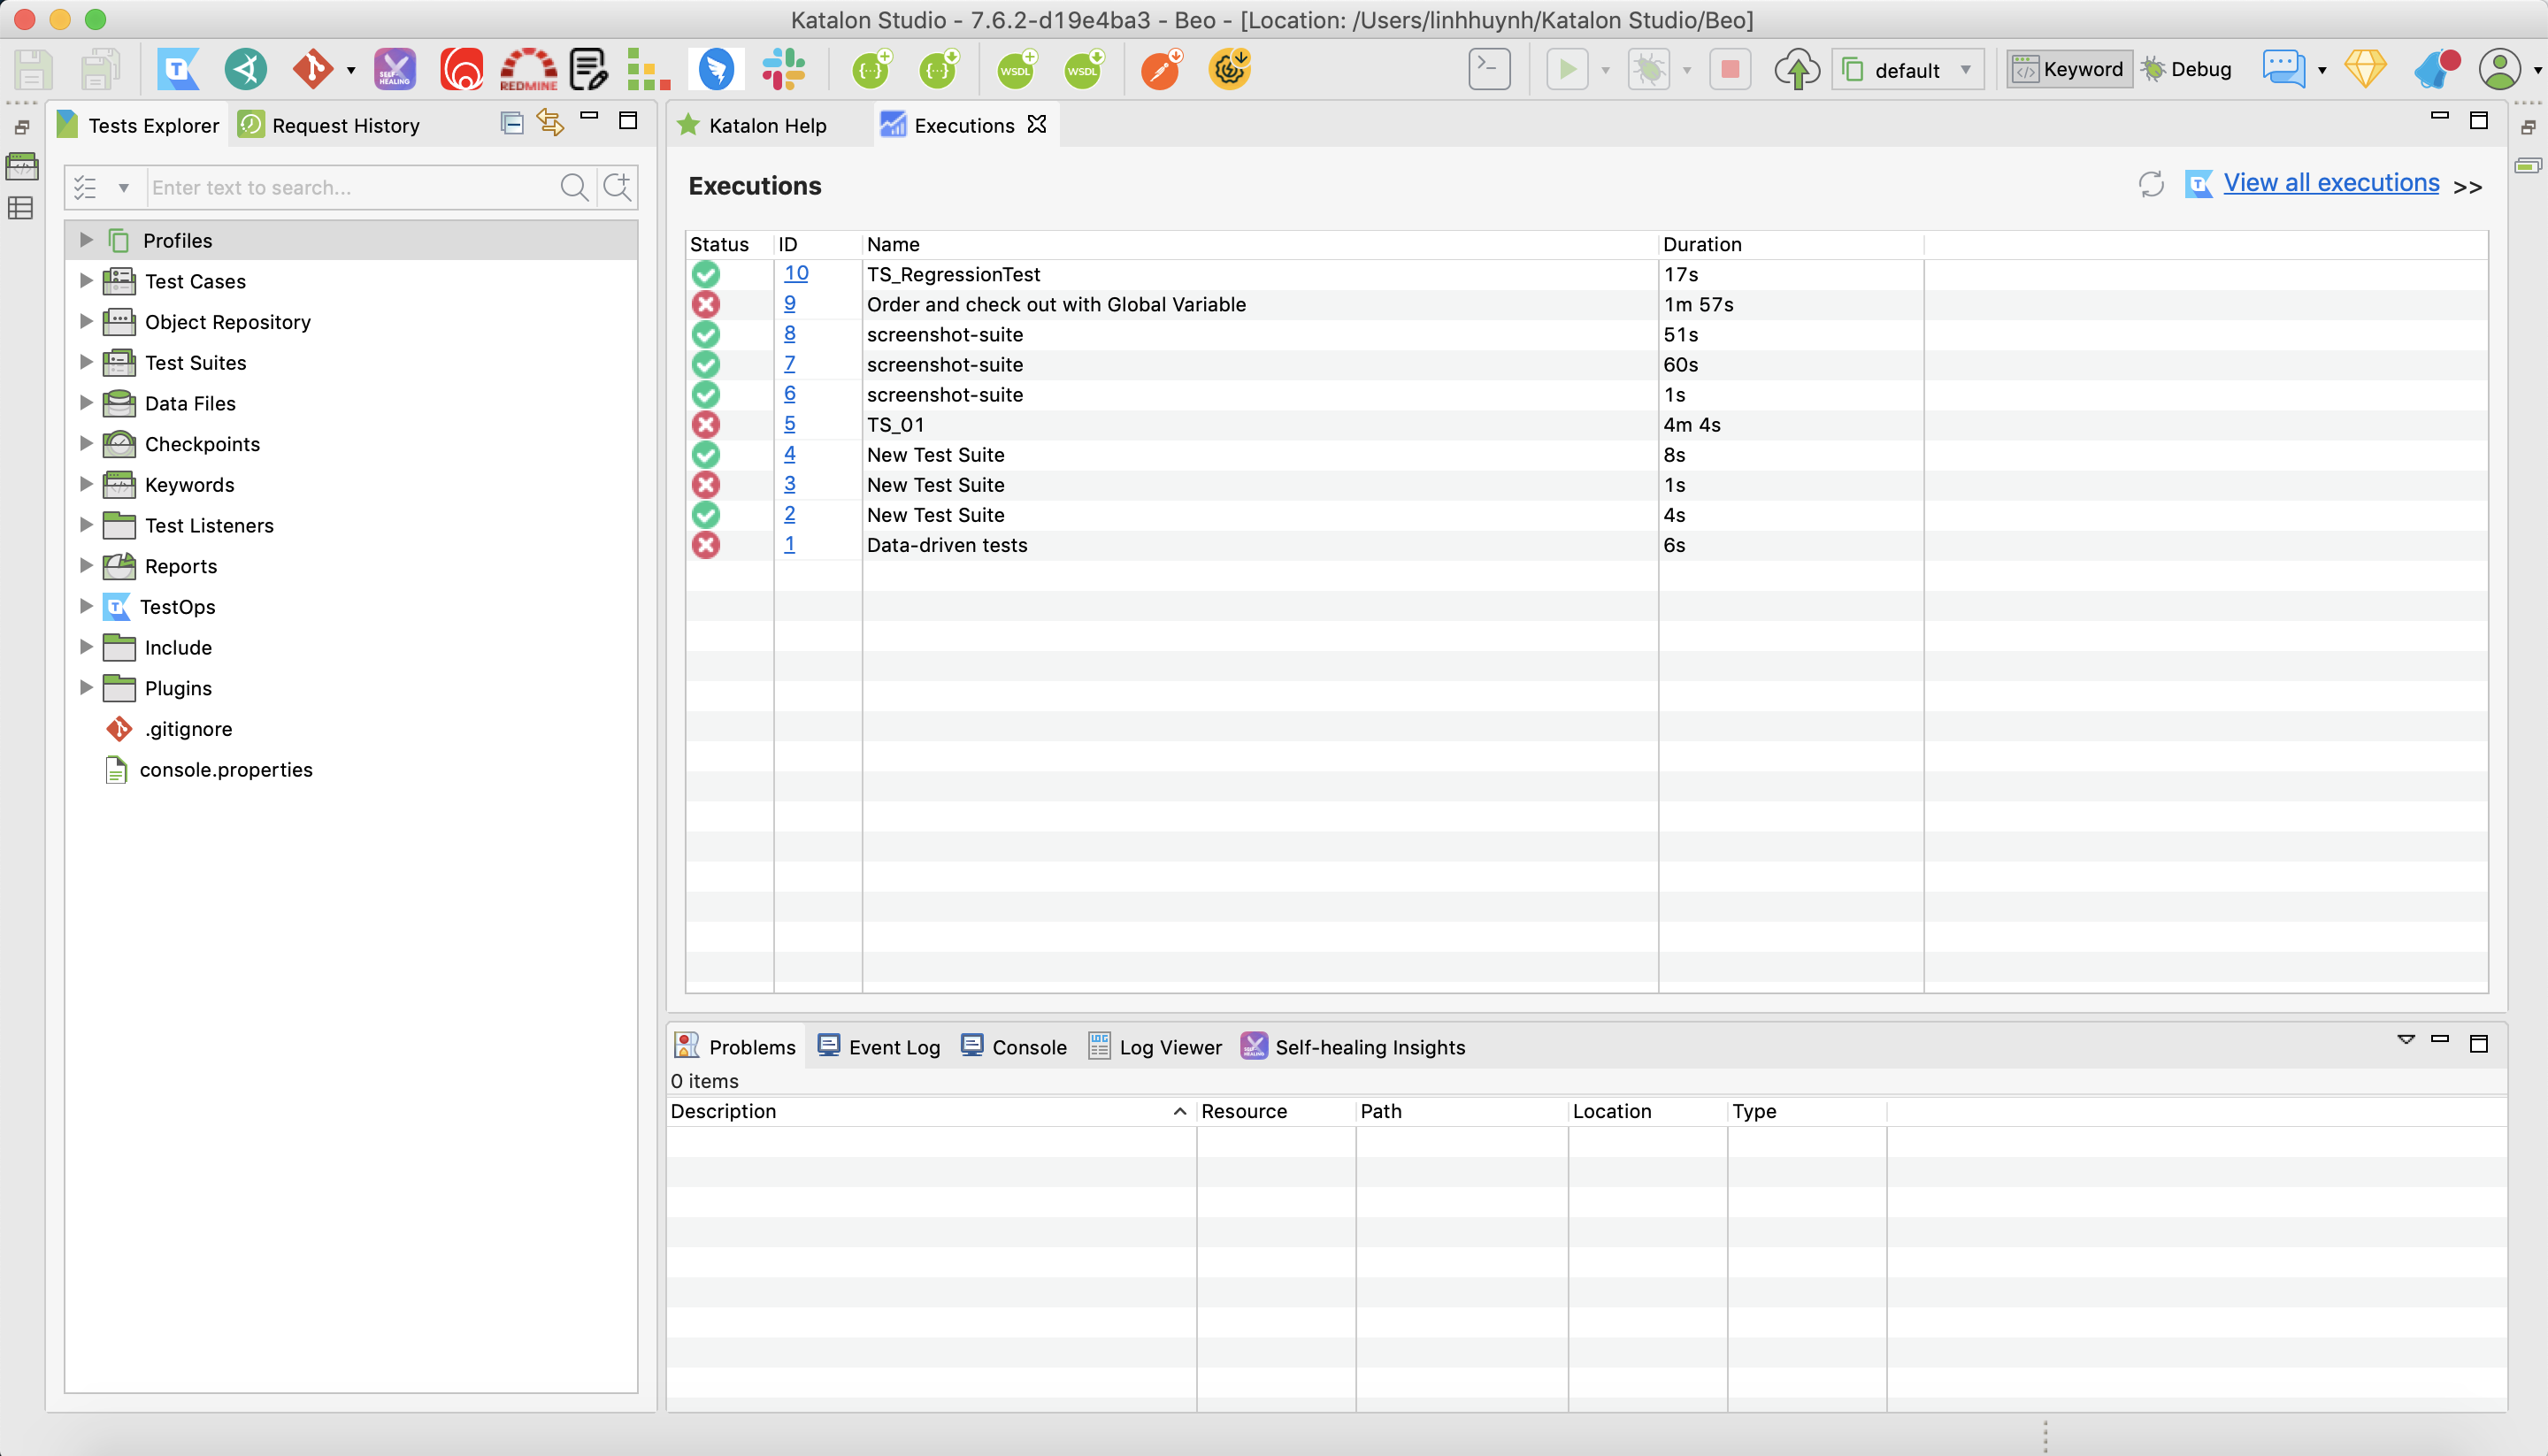 Katalon Studio - 7.6.2-d19e4ba3 - Beo - [Location: /Users/linhhuynh/Katalon Studio/Beo]
SELF-HEALING
REDMINE
WSDL
WSDL
default
Keyword
Debug
Tests Explorer
Request History
Enter text to search...
Profiles
Test Cases
Object Repository
Test Suites
Data Files
Checkpoints
Keywords
Test Listeners
Reports
TestOps
Include
Plugins
.gitignore
console.properties
Katalon Help
Executions
Executions
View all executions >>
Status ID Name Duration
10 TS_RegressionTest 17s
9 Order and check out with Global Variable 1m 57s
8 screenshot-suite 51s
7 screenshot-suite 60s
6 screenshot-suite 1s
5 TS_01 4m 4s
4 New Test Suite 8s
3 New Test Suite 1s
2 New Test Suite 4s
1 Data-driven tests 6s
Problems Event Log Console Log Viewer Self-healing Insights
0 items
Description Resource Path Location Type